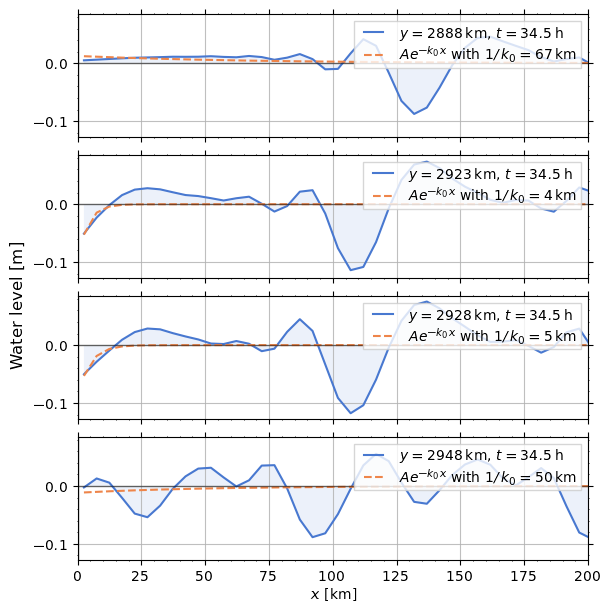 y = 2888 km, t = 34.5 h
Ae^{-k_0x} with 1/k_0 = 67 km
0.0
−0.1
y = 2923 km, t = 34.5 h
Ae^{-k_0x} with 1/k_0 = 4 km
0.0
−0.1
Water level [m]
y = 2928 km, t = 34.5 h
Ae^{-k_0x} with 1/k_0 = 5 km
0.0
−0.1
y = 2948 km, t = 34.5 h
Ae^{-k_0x} with 1/k_0 = 50 km
0.0
−0.1
0 25 50 75 100 125 150 175 200
x [km]